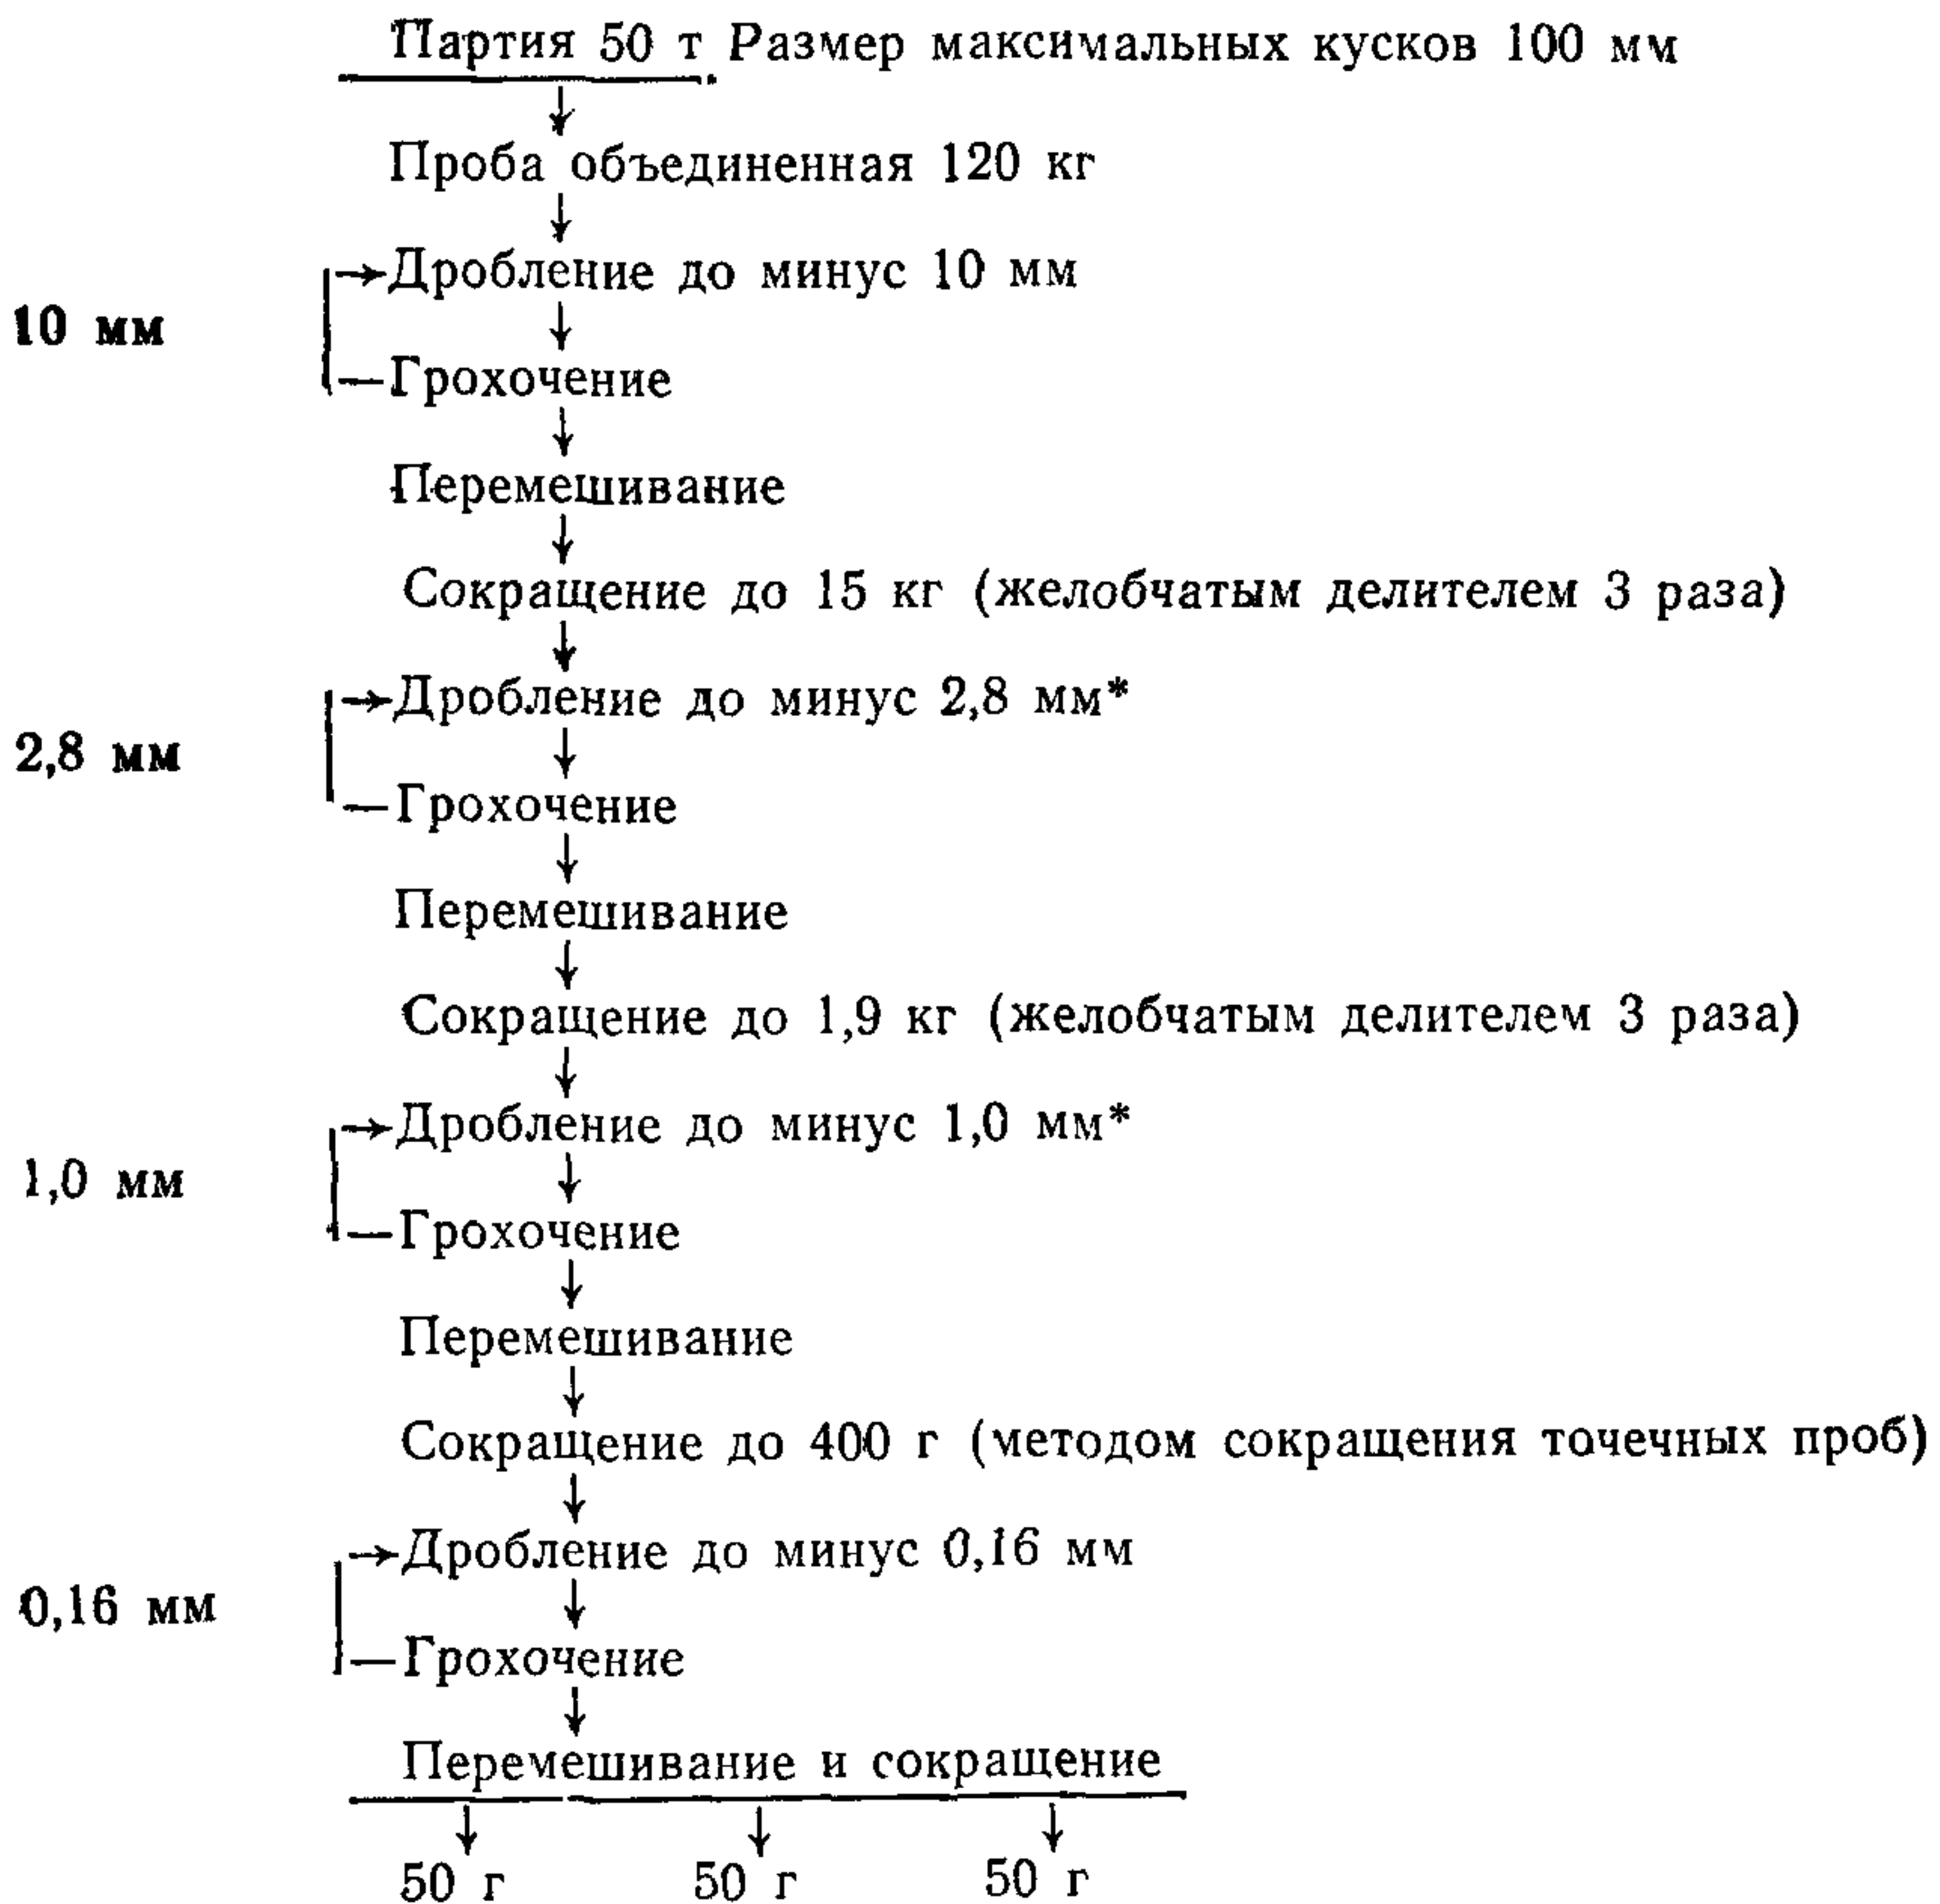 Партия 50 т Размер максимальных кусков 100 мм
Проба объединенная 120 кг
Дробление до минус 10 мм
10 мм
Грохочение
Перемешивание
Сокращение до 15 кг (желобчатым делителем 3 раза)
Дробление до минус 2,8 мм*
2,8 мм
Грохочение
Перемешивание
Сокращение до 1,9 кг (желобчатым делителем 3 раза)
Дробление до минус 1,0 мм*
1,0 мм
Грохочение
Перемешивание
Сокращение до 400 г (методом сокращения точечных проб)
Дробление до минус 0,16 мм
0,16 мм
Грохочение
Перемешивание и сокращение
50 г 50 г 50 г